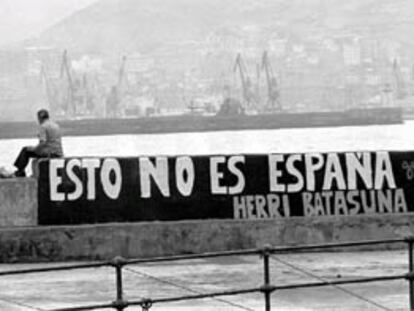 ESTO NO ES ESPAÑA
HERRI BATASUNA